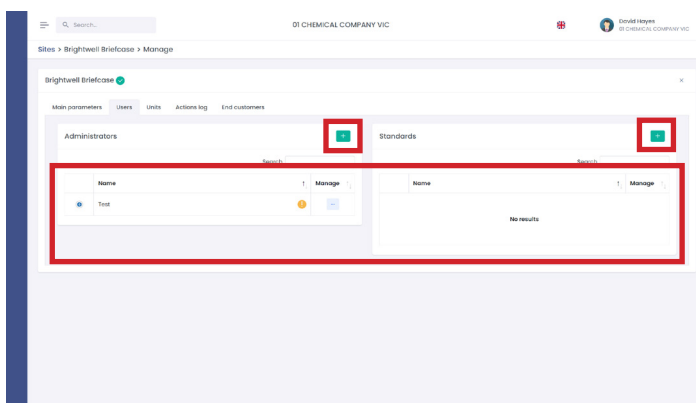 Search...
01 CHEMICAL COMPANY VIC
David Hayes
01 CHEMICAL COMPANY VIC
Sites > Brightwell Briefcase > Manage
Brightwell Briefcase
Main parameters Users Units Actions log End customers
Administrators
+
Standards
+
Search
Search
Name Manage
Name Manage
Test
No results